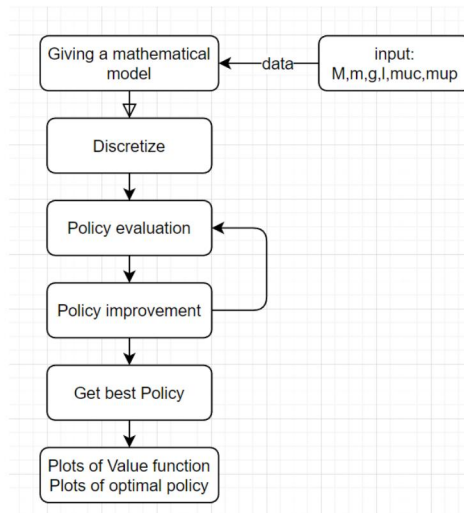 Giving a mathematical
model
data
input:
M,m,g,l,muc,mup
Discretize
Policy evaluation
Policy improvement
Get best Policy
Plots of Value function
Plots of optimal policy